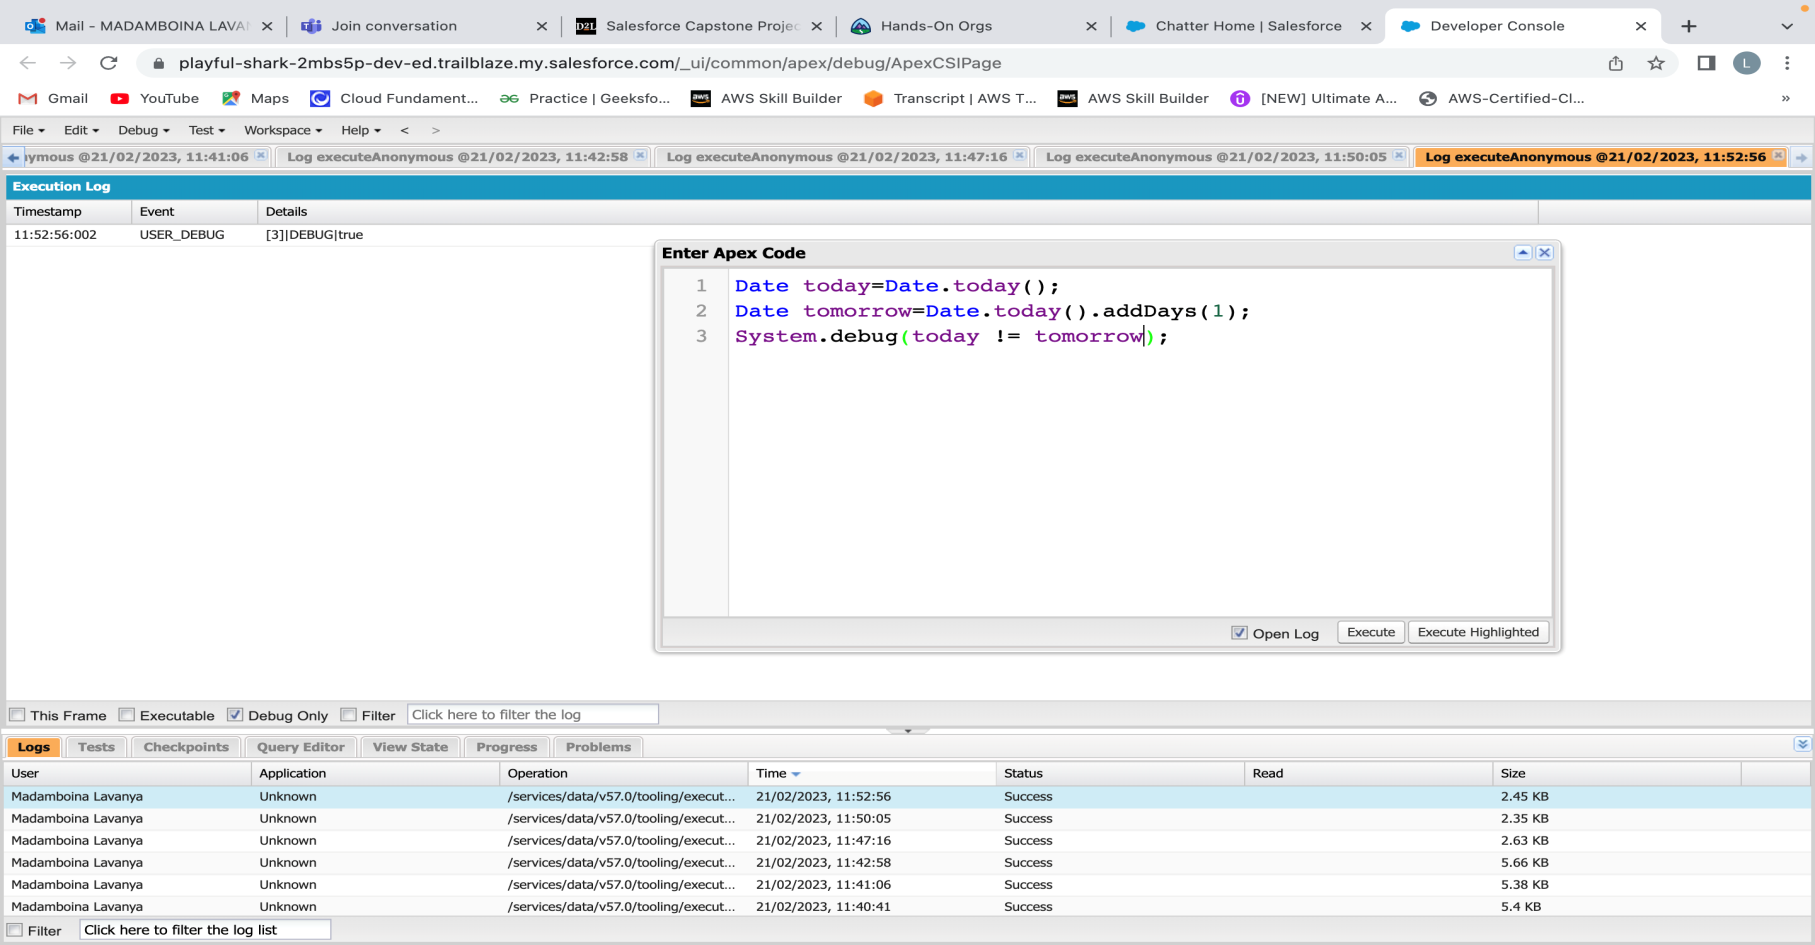 Mail - MADAMBOINA LAVA
Join conversation
D2L Salesforce Capstone Projec
Hands-On Orgs
Chatter Home | Salesforce
Developer Console
playful-shark-2mbs5p-dev-ed.trailblaze.my.salesforce.com/_ui/common/apex/debug/ApexCSIPage
L
Gmail YouTube Maps Cloud Fundament... Practice | Geeksfo... aws AWS Skill Builder Transcript | AWS T... aws AWS Skill Builder [NEW] Ultimate A... AWS-Certified-Cl... »
File Edit Debug Test Workspace Help < >
ymous @21/02/2023, 11:41:06 Log executeAnonymous @21/02/2023, 11:42:58 Log executeAnonymous @21/02/2023, 11:47:16 Log executeAnonymous @21/02/2023, 11:50:05 Log executeAnonymous @21/02/2023, 11:52:56
Execution Log
Timestamp Event Details
11:52:56:002 USER_DEBUG [3]|DEBUG|true
Enter Apex Code
1 Date today=Date.today();
2 Date tomorrow=Date.today().addDays(1);
3 System.debug(today != tomorrow);
Open Log Execute Execute Highlighted
This Frame Executable Debug Only Filter Click here to filter the log
Logs Tests Checkpoints Query Editor View State Progress Problems
User Application Operation Time Status Read Size
Madamboina Lavanya Unknown /services/data/v57.0/tooling/execut... 21/02/2023, 11:52:56 Success 2.45 KB
Madamboina Lavanya Unknown /services/data/v57.0/tooling/execut... 21/02/2023, 11:50:05 Success 2.35 KB
Madamboina Lavanya Unknown /services/data/v57.0/tooling/execut... 21/02/2023, 11:47:16 Success 2.63 KB
Madamboina Lavanya Unknown /services/data/v57.0/tooling/execut... 21/02/2023, 11:42:58 Success 5.66 KB
Madamboina Lavanya Unknown /services/data/v57.0/tooling/execut... 21/02/2023, 11:41:06 Success 5.38 KB
Madamboina Lavanya Unknown /services/data/v57.0/tooling/execut... 21/02/2023, 11:40:41 Success 5.4 KB
Filter Click here to filter the log list